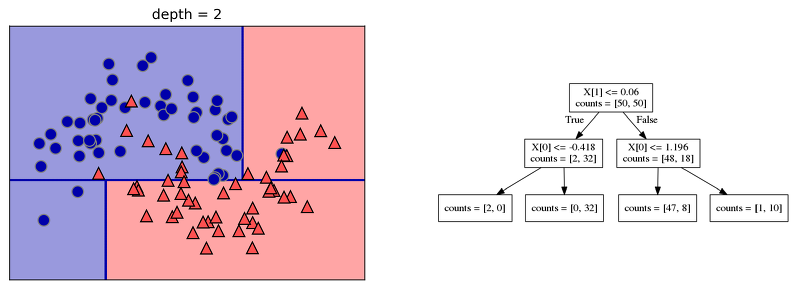 depth = 2
X[1] <= 0.06
counts = [50, 50]
True
False
X[0] <= -0.418
counts = [2, 32]
X[0] <= 1.196
counts = [48, 18]
counts = [2, 0]
counts = [0, 32]
counts = [47, 8]
counts = [1, 10]